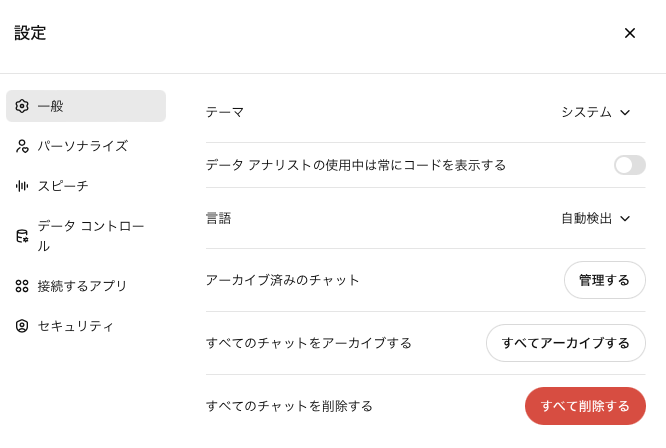 設定
一般
パーソナライズ
スピーチ
データ コントロー
ル
接続するアプリ
セキュリティ
テーマ
システム
データ アナリストの使用中は常にコードを表示する
言語
自動検出
アーカイブ済みのチャット
管理する
すべてのチャットをアーカイブする
すべてアーカイブする
すべてのチャットを削除する
すべて削除する